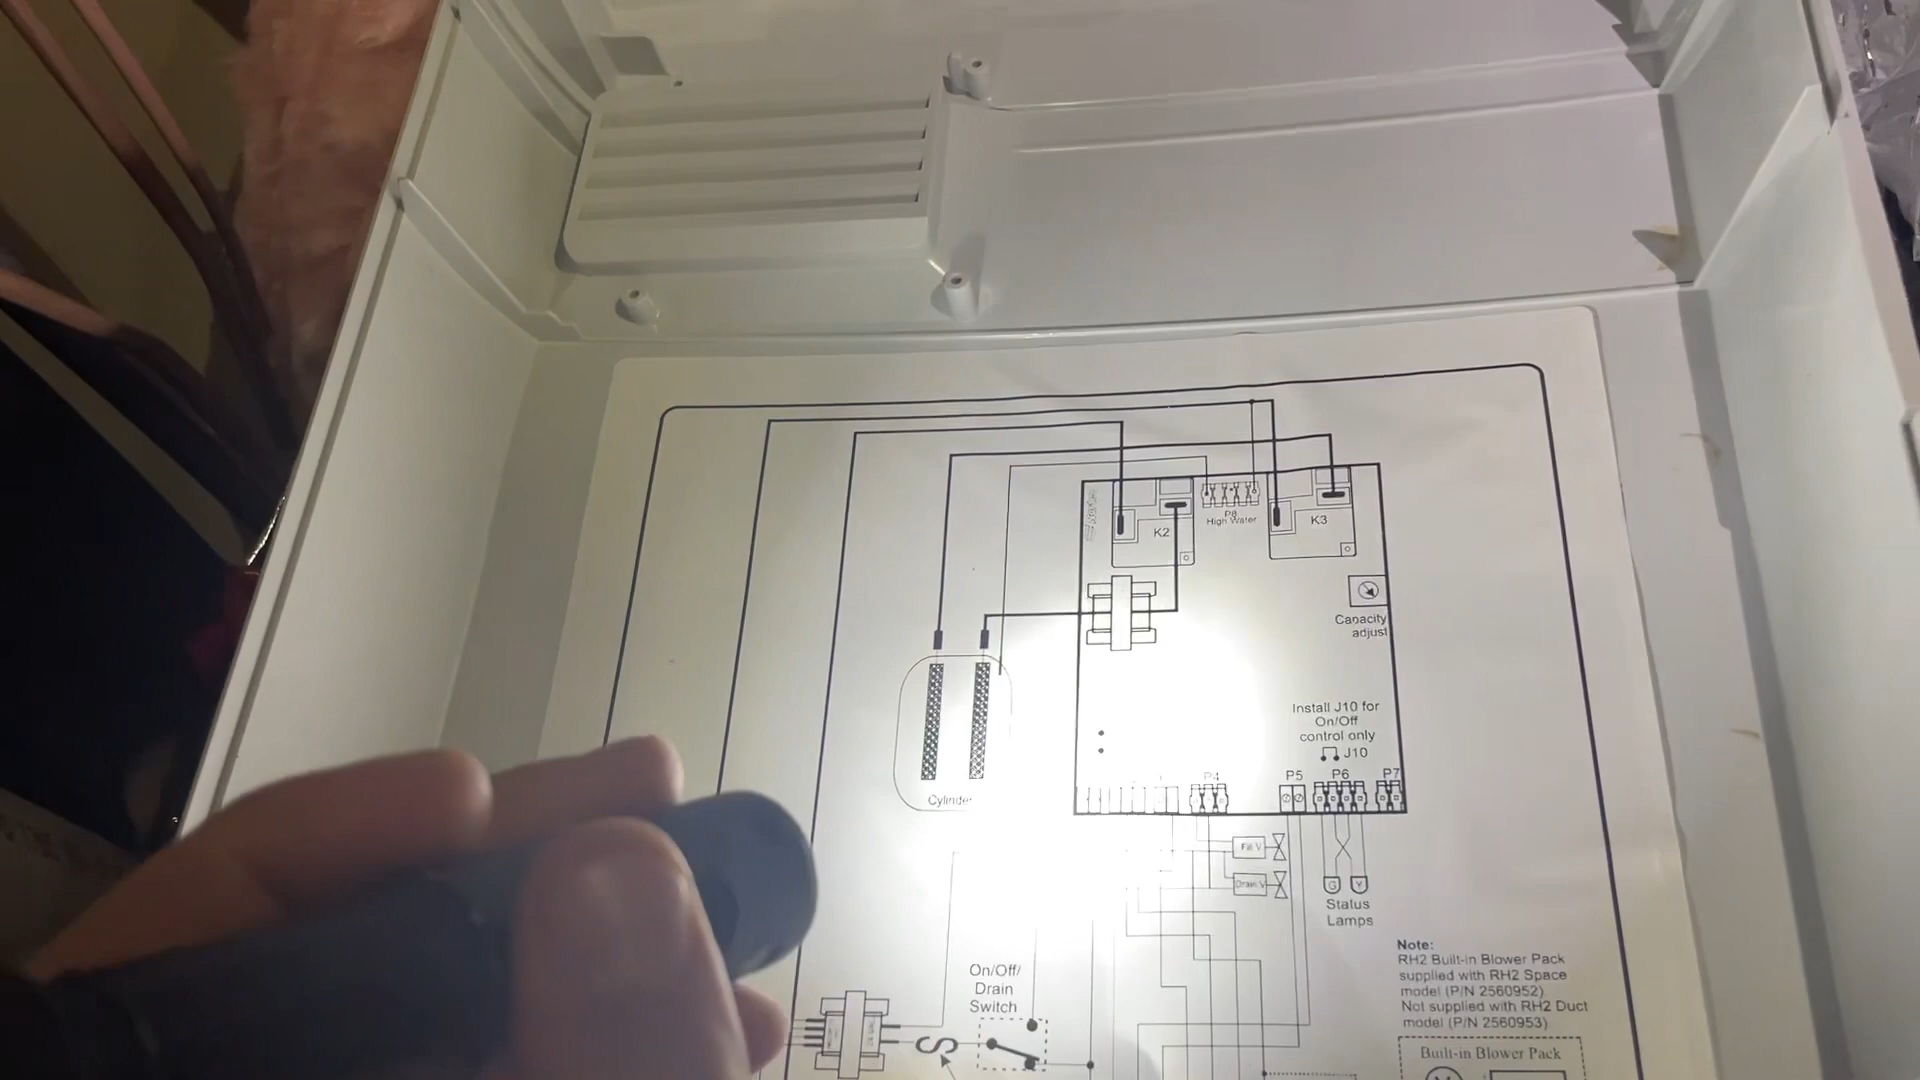 K2
P8
High Water
K3
Capacity
adjust
Install J10 for
On/Off
control only
J10
P4
P5
P6
P7
Cylinder
Fill V
Drain V
G
Y
Status
Lamps
On/Off/
Drain
Switch
Note:
RH2 Built-in Blower Pack
supplied with RH2 Space
model (P/N 2560952)
Not supplied with RH2 Duct
model (P/N 2560953)
Built-in Blower Pack